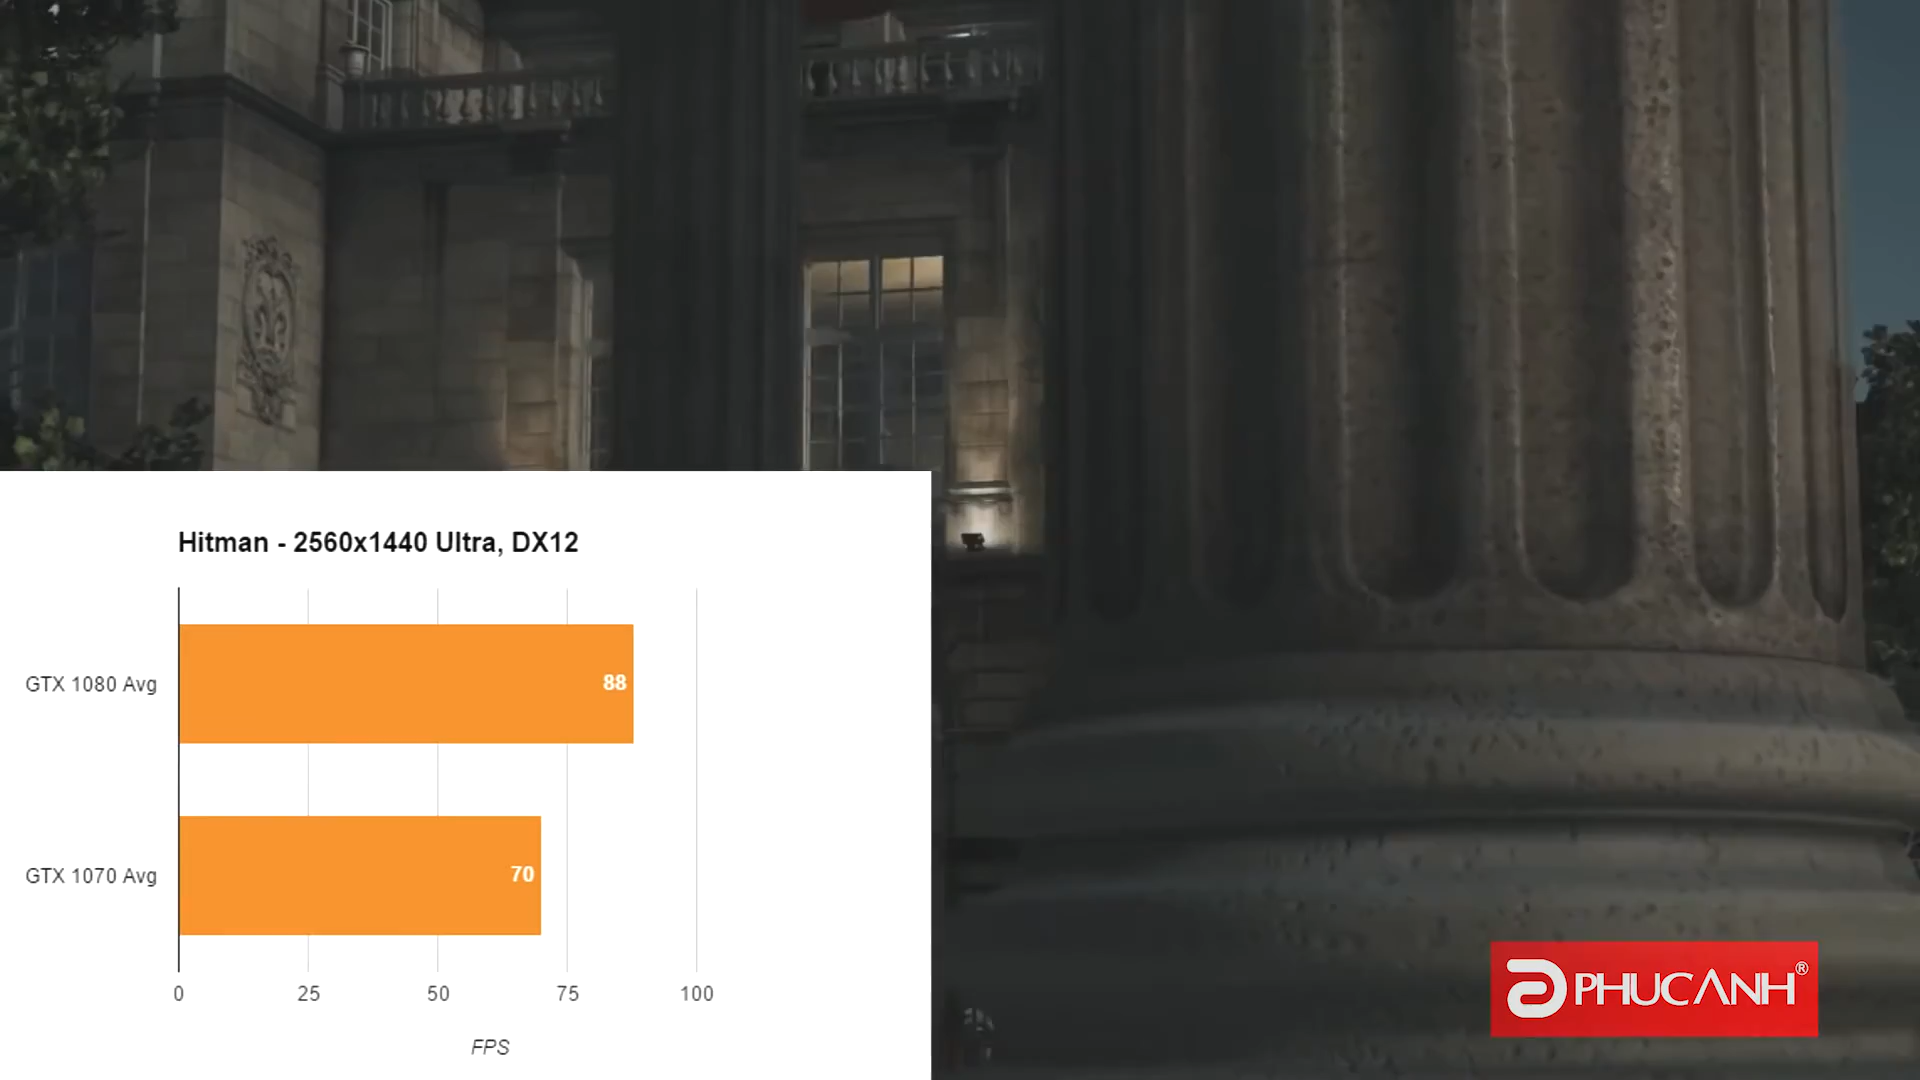 Hitman - 2560x1440 Ultra, DX12
GTX 1080 Avg
88
GTX 1070 Avg
70
0 25 50 75 100
FPS
PHUCANH®